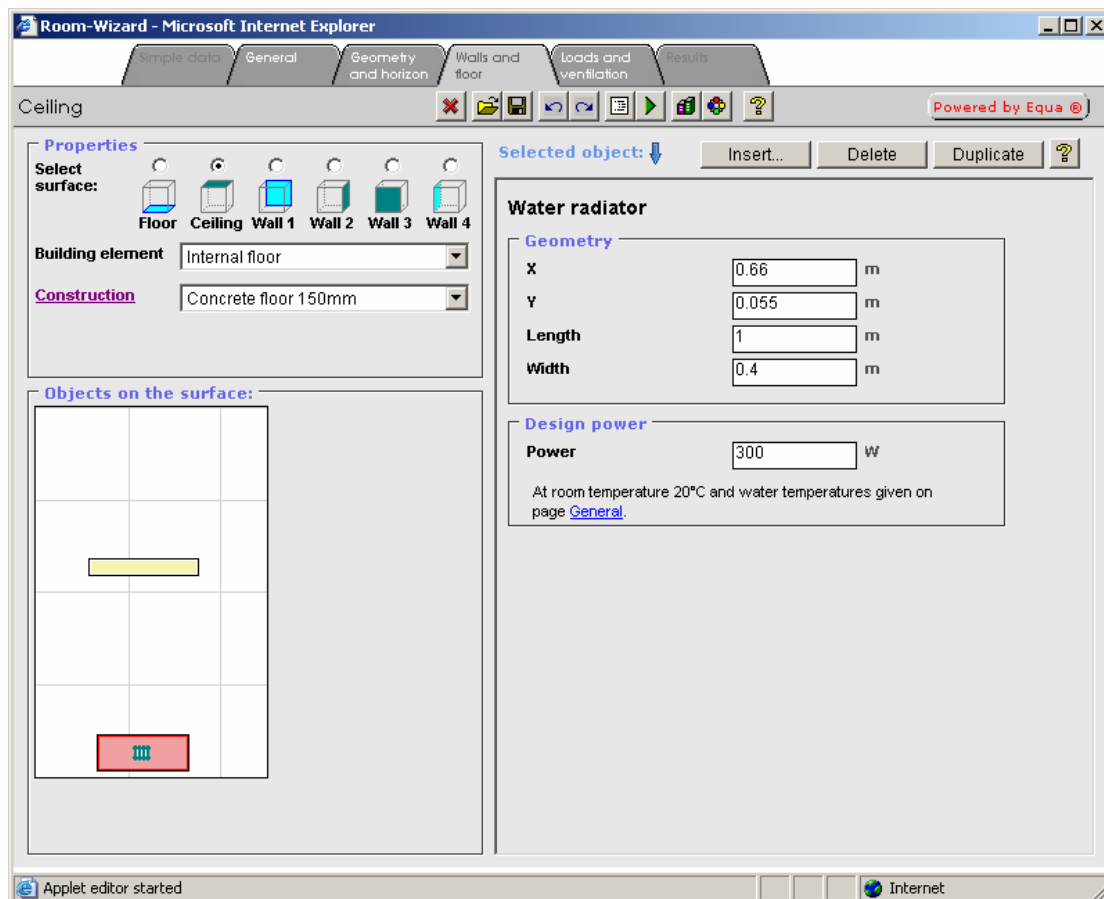 Room-Wizard - Microsoft Internet Explorer
Simple data
General
Geometry
and horizon
Walls and
floor
Loads and
ventilation
Results
Ceiling
Powered by Equa ®
Properties
Select
surface:
Floor Ceiling Wall 1 Wall 2 Wall 3 Wall 4
Building element Internal floor
Construction Concrete floor 150mm
Objects on the surface:
Selected object: Insert... Delete Duplicate
Water radiator
Geometry
X 0.66 m
Y 0.055 m
Length 1 m
Width 0.4 m
Design power
Power 300 W
At room temperature 20°C and water temperatures given on
page General.
Applet editor started
Internet